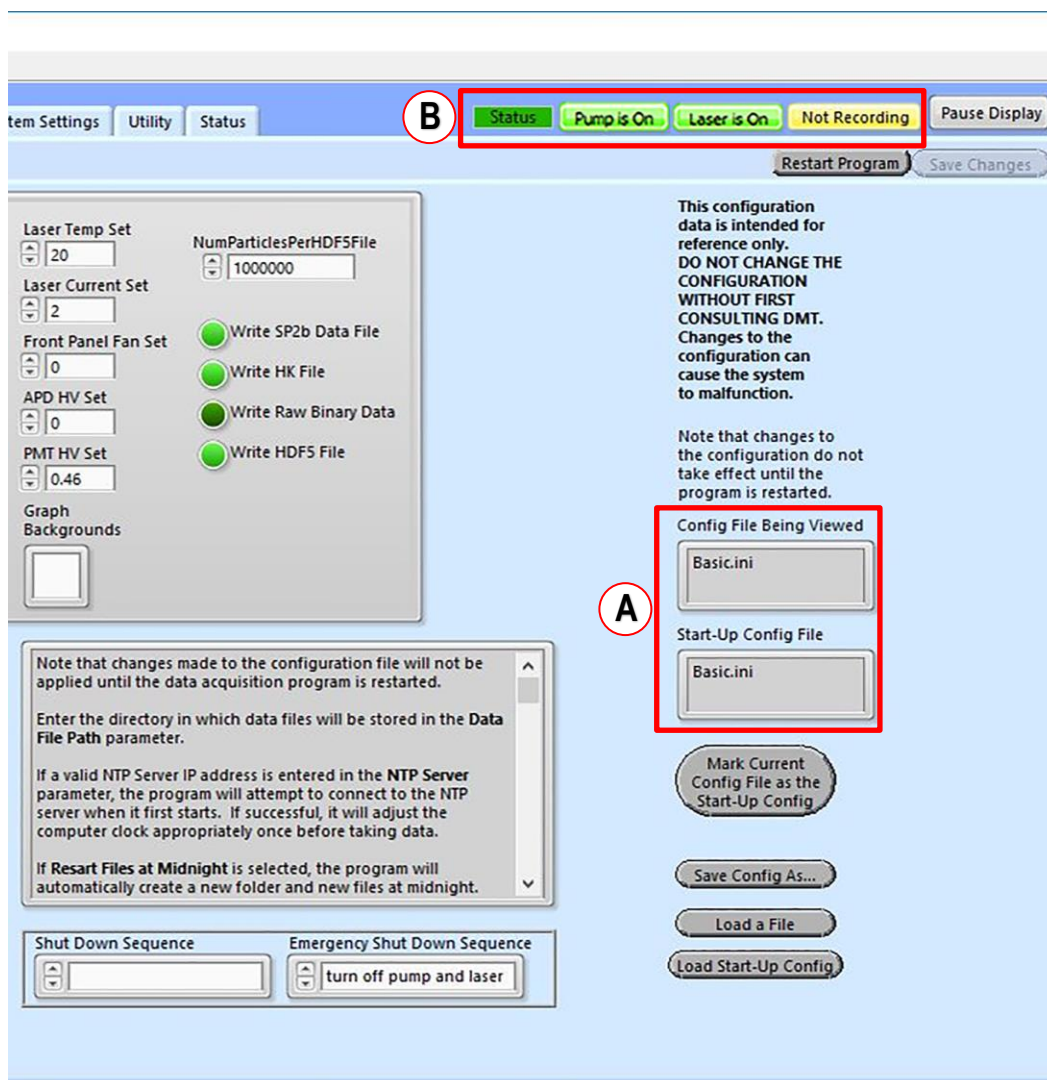 tem Settings Utility Status
B
Status Pump is On Laser is On Not Recording Pause Display
Restart Program Save Changes
Laser Temp Set
20
Laser Current Set
2
Front Panel Fan Set
0
APD HV Set
0
PMT HV Set
0.46
Graph
Backgrounds
NumParticlesPerHDF5File
1000000
Write SP2b Data File
Write HK File
Write Raw Binary Data
Write HDF5 File
This configuration
data is intended for
reference only.
DO NOT CHANGE THE
CONFIGURATION
WITHOUT FIRST
CONSULTING DMT.
Changes to the
configuration can
cause the system
to malfunction.
Note that changes to
the configuration do not
take effect until the
program is restarted.
Config File Being Viewed
Basic.ini
A
Start-Up Config File
Basic.ini
Note that changes made to the configuration file will not be
applied until the data acquisition program is restarted.
Enter the directory in which data files will be stored in the Data
File Path parameter.
If a valid NTP Server IP address is entered in the NTP Server
parameter, the program will attempt to connect to the NTP
server when it first starts. If successful, it will adjust the
computer clock appropriately once before taking data.
If Resart Files at Midnight is selected, the program will
automatically create a new folder and new files at midnight.
Mark Current
Config File as the
Start-Up Config
Save Config As...
Load a File
Load Start-Up Config
Shut Down Sequence
Emergency Shut Down Sequence
turn off pump and laser